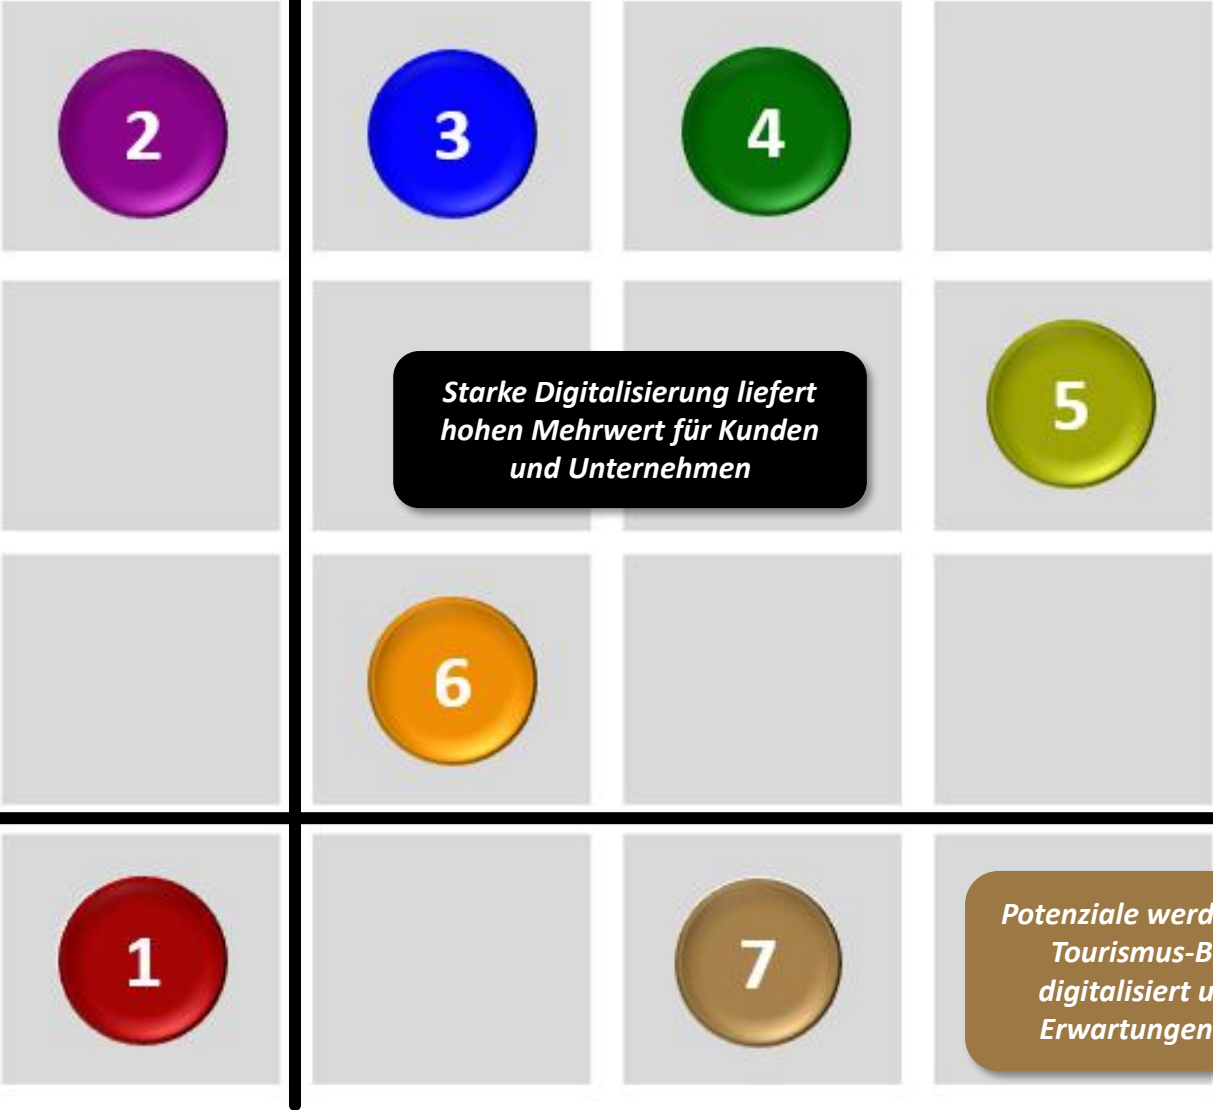 2
3
4
Starke Digitalisierung liefert
hohen Mehrwert für Kunden
und Unternehmen
5
6
1
7
Potenziale
Tourismus-B
digitalisiert
Erwartungen